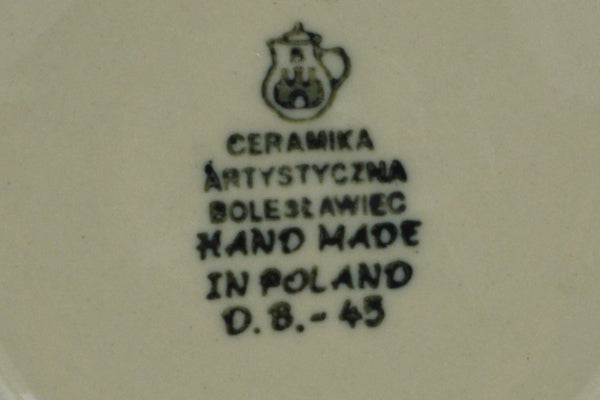 CERAMIKA
ARTYSTYCZNA
BOLESŁAWIEC
HAND MADE
IN POLAND
D.B.- 45